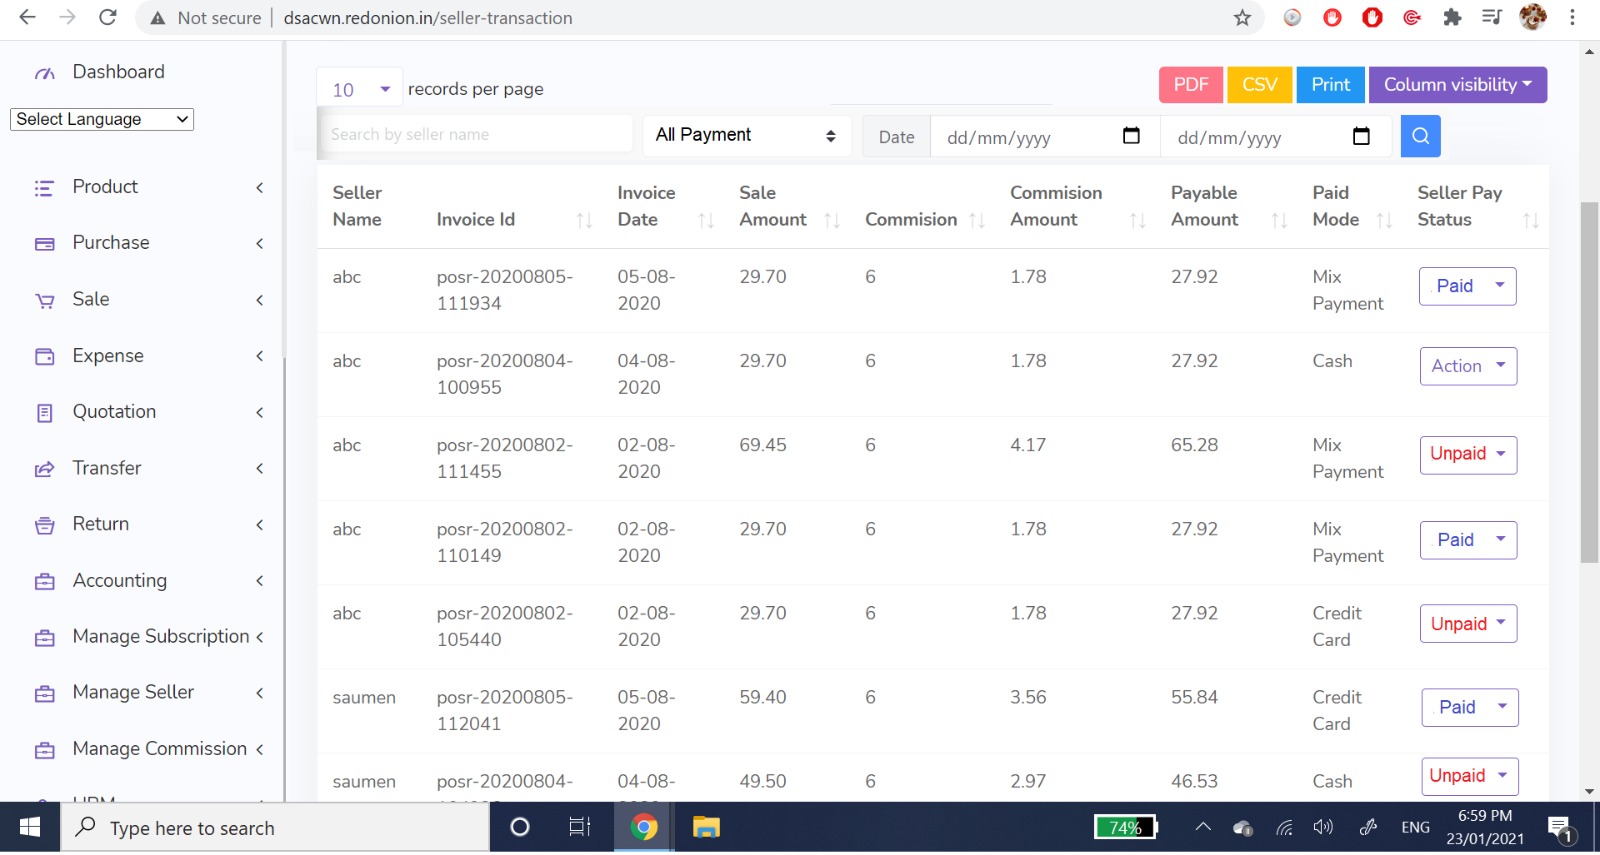 Not secure | dsacwn.redonion.in/seller-transaction
Dashboard
Select Language
Product
Purchase
Sale
Expense
Quotation
Transfer
Return
Accounting
Manage Subscription
Manage Seller
Manage Commission
HRM
10 records per page
PDF CSV Print Column visibility
Search by seller name All Payment Date dd/mm/yyyy dd/mm/yyyy
Seller Name Invoice Id Invoice Date Sale Amount Commision Commision Amount Payable Amount Paid Mode Seller Pay Status
abc posr-20200805-111934 05-08-2020 29.70 6 1.78 27.92 Mix Payment Paid
abc posr-20200804-100955 04-08-2020 29.70 6 1.78 27.92 Cash Action
abc posr-20200802-111455 02-08-2020 69.45 6 4.17 65.28 Mix Payment Unpaid
abc posr-20200802-110149 02-08-2020 29.70 6 1.78 27.92 Mix Payment Paid
abc posr-20200802-105440 02-08-2020 29.70 6 1.78 27.92 Credit Card Unpaid
saumen posr-20200805-112041 05-08-2020 59.40 6 3.56 55.84 Credit Card Paid
saumen posr-20200804- 04-08- 49.50 6 2.97 46.53 Cash Unpaid
Type here to search
74%
ENG
6:59 PM
23/01/2021
1